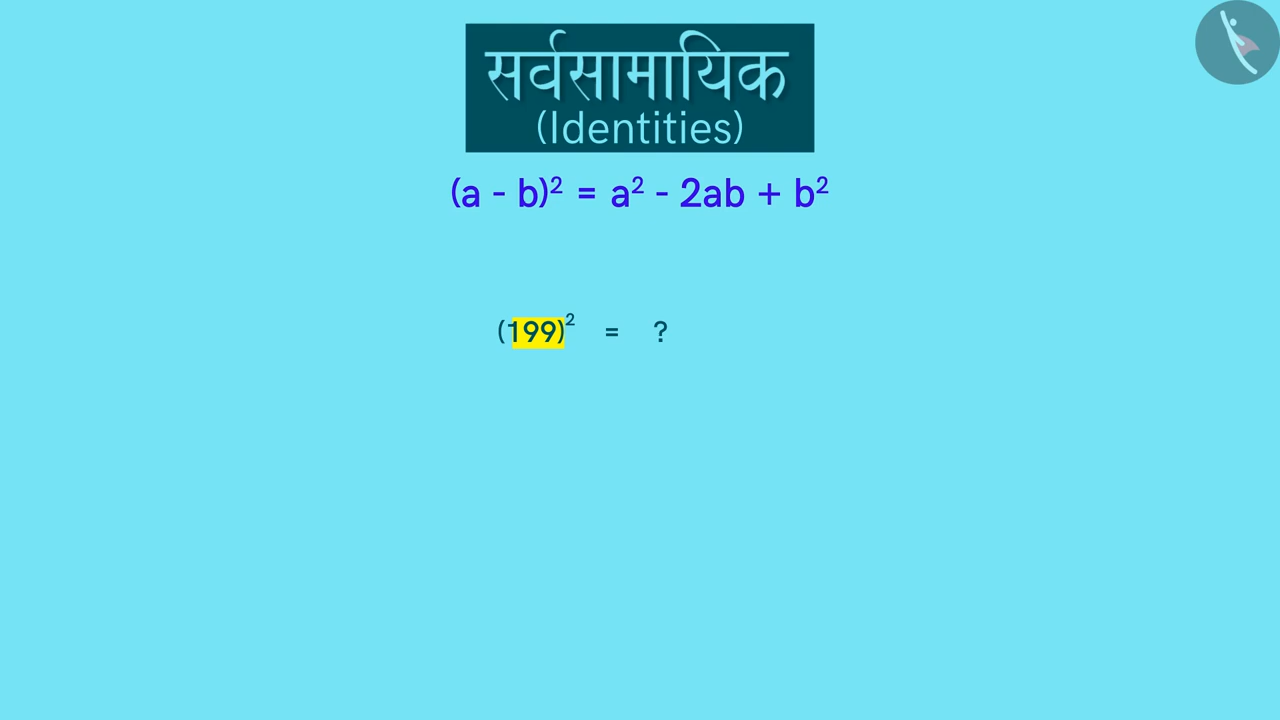 सर्वसामायिक
(Identities)
(a - b)² = a² - 2ab + b²
(199)² = ?